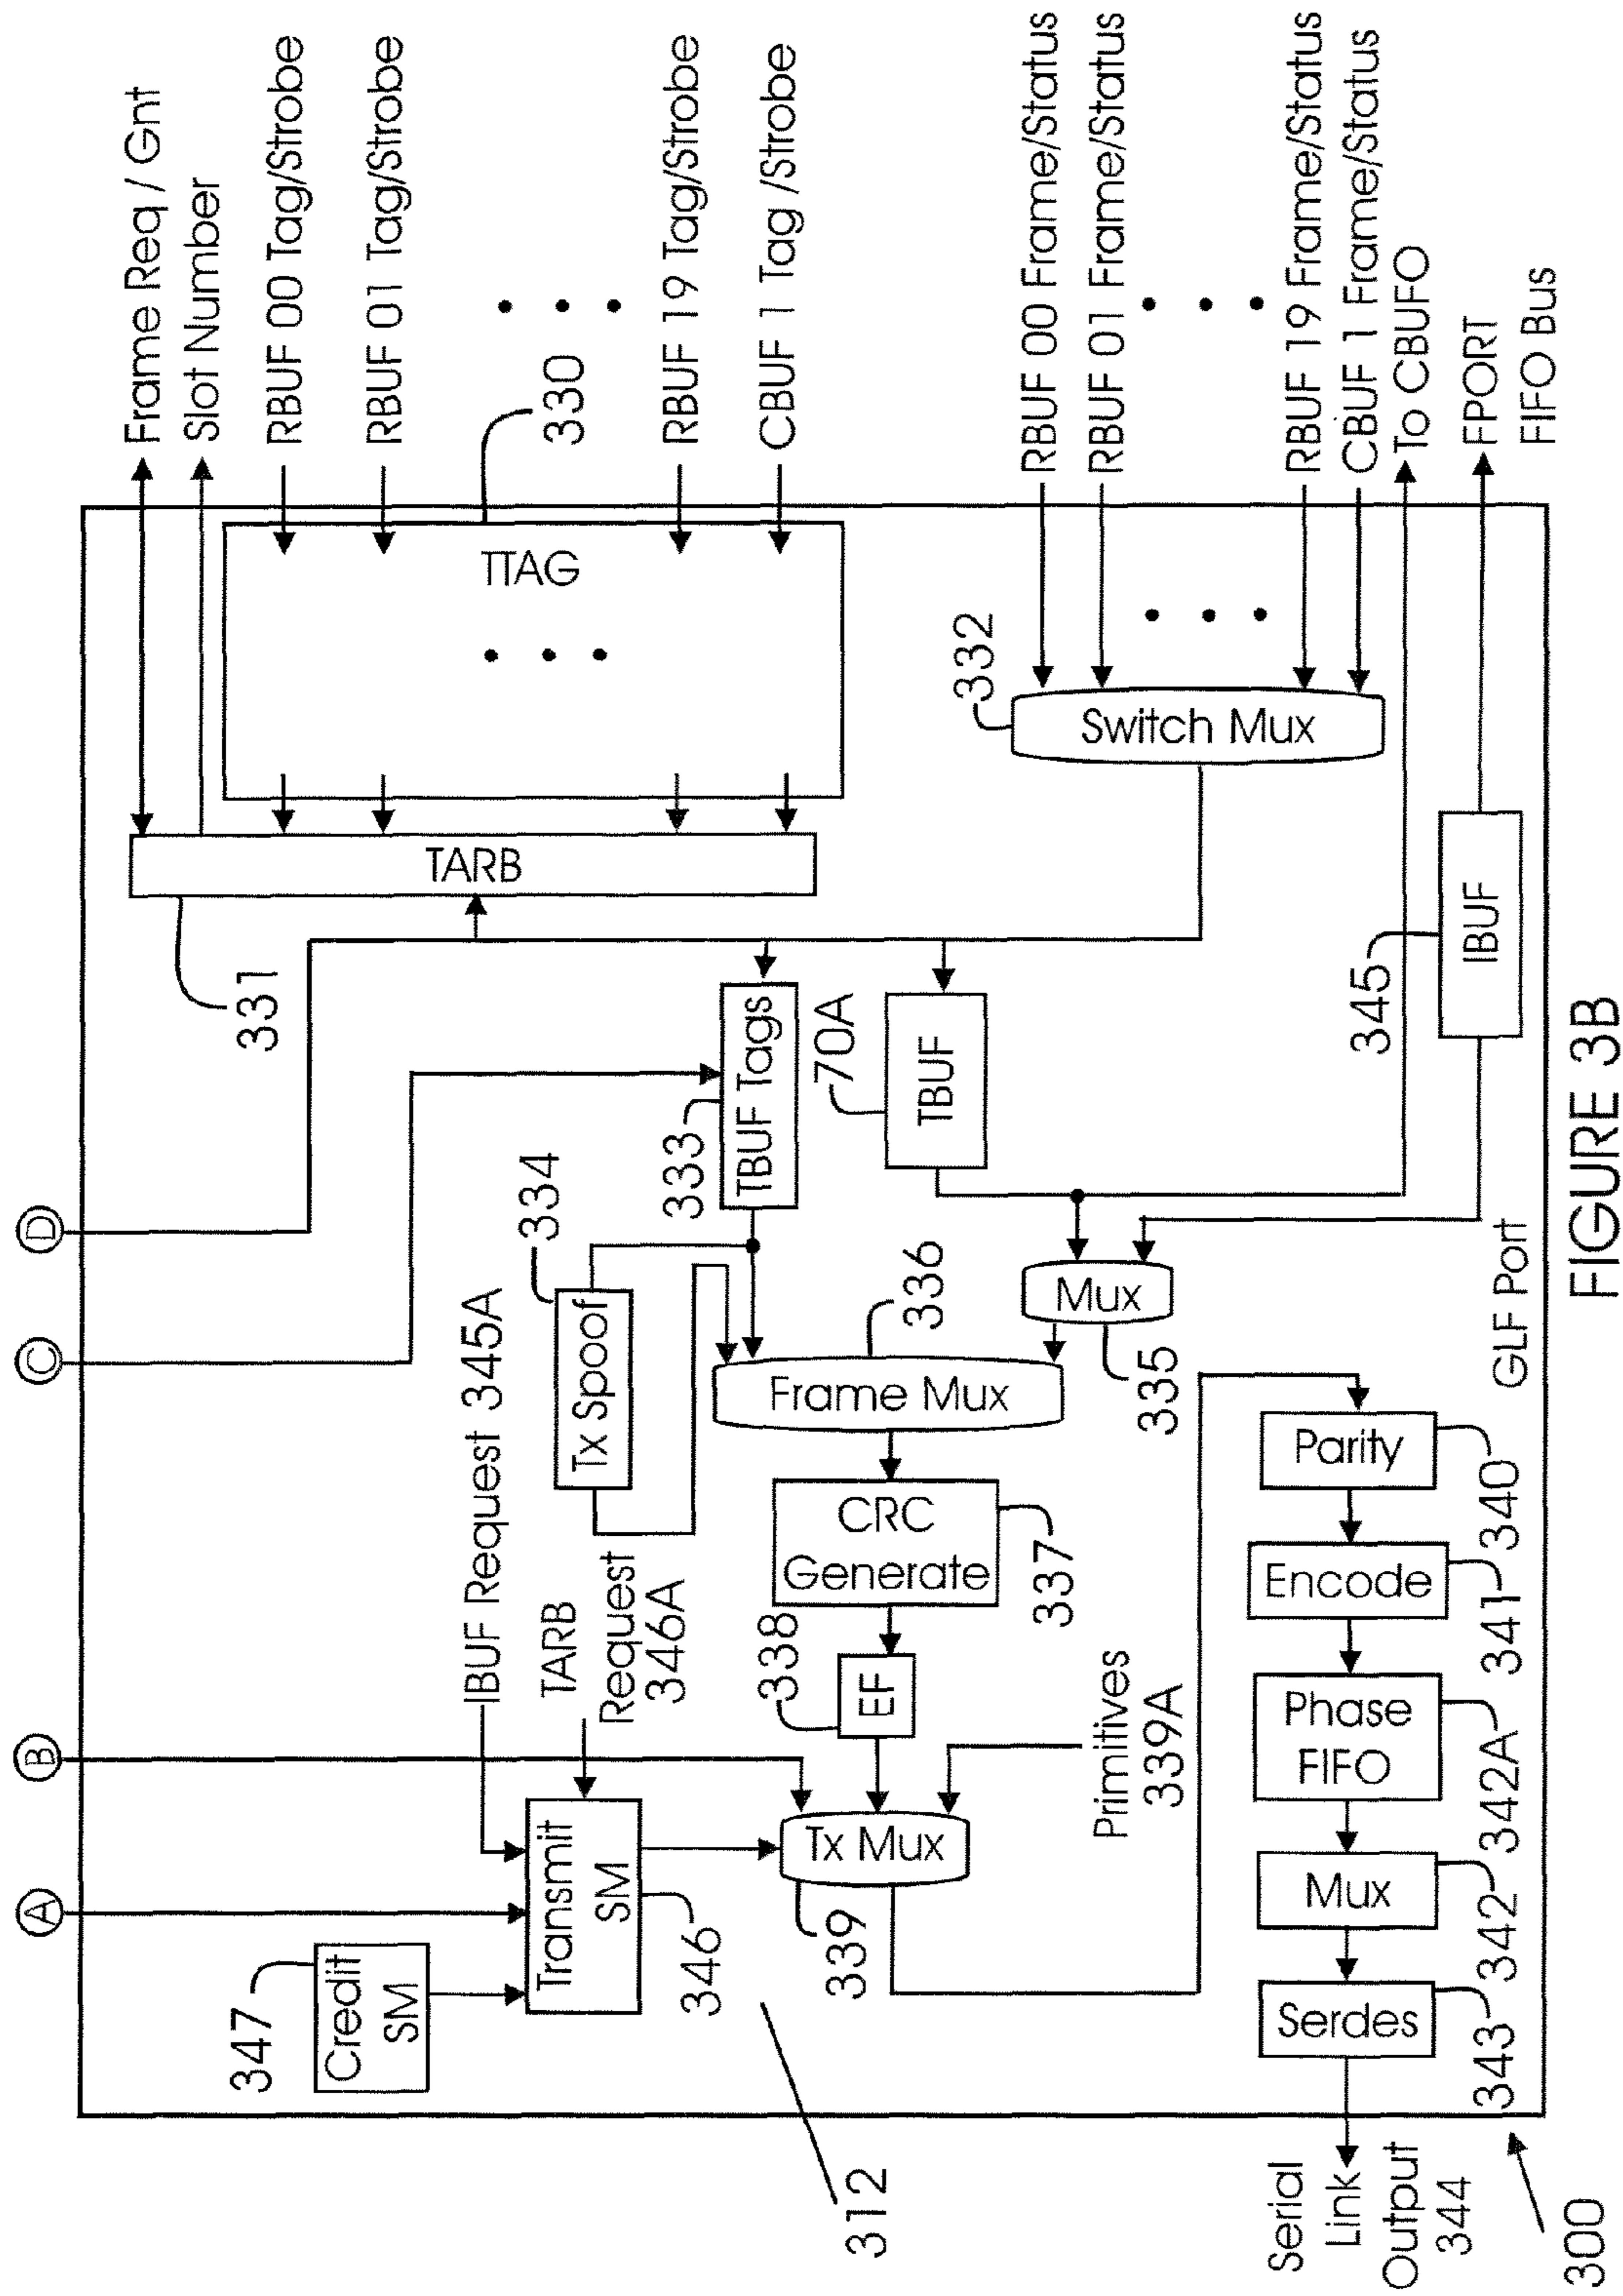 Frame Req / Gnt
Slot Number
RBUF 00 Tag/Strobe
RBUF 01 Tag/Strobe
RBUF 19 Tag/Strobe
CBUF 1 Tag /Strobe
330
RBUF 00 Frame/Status
RBUF 01 Frame/Status
RBUF 19 Frame/Status
CBUF 1 Frame/Status
To CBUFO
FPORT
FIFO Bus
TTAG
332
Switch Mux
TARB
331
IBUF
345
D
C
B
A
TBUF Tags
333
70A
TBUF
334
Tx Spoof
336
Frame Mux
Mux
335
GLF Port
IBUF Request 345A
TARB
Request
346A
CRC
Generate
337
338
EF
Primitives
339A
Parity
340
Encode
341
Phase
FIFO
342A
Mux
342
Serdes
343
Transmit
SM
346
Tx Mux
339
347
Credit
SM
312
Serial
Link
Output
344
300
FIGURE 3B